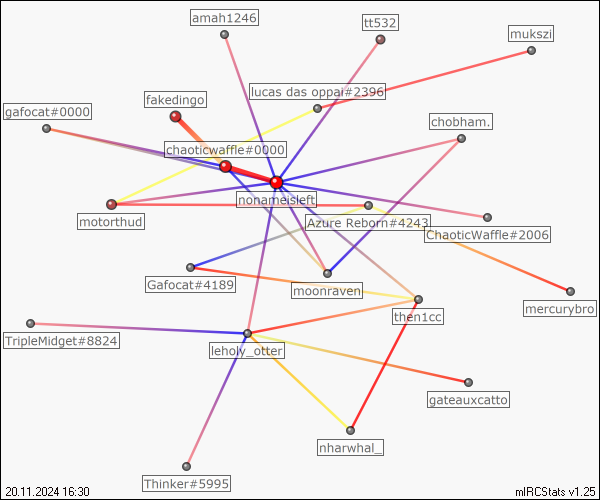 amah1246
tt532
mukszi
lucas das oppai#2396
fakedingo
gafocat#0000
chobham.
chaoticwaffle#0000
nonameisleft
motorthud
Azure Reborn#4243
ChaoticWaffle#2006
Gafocat#4189
moonraven
mercurybro
then1cc
TripleMidget#8824
leholy_otter
gateauxcatto
nharwhal_
Thinker#5995
20.11.2024 16:30
mIRCStats v1.25